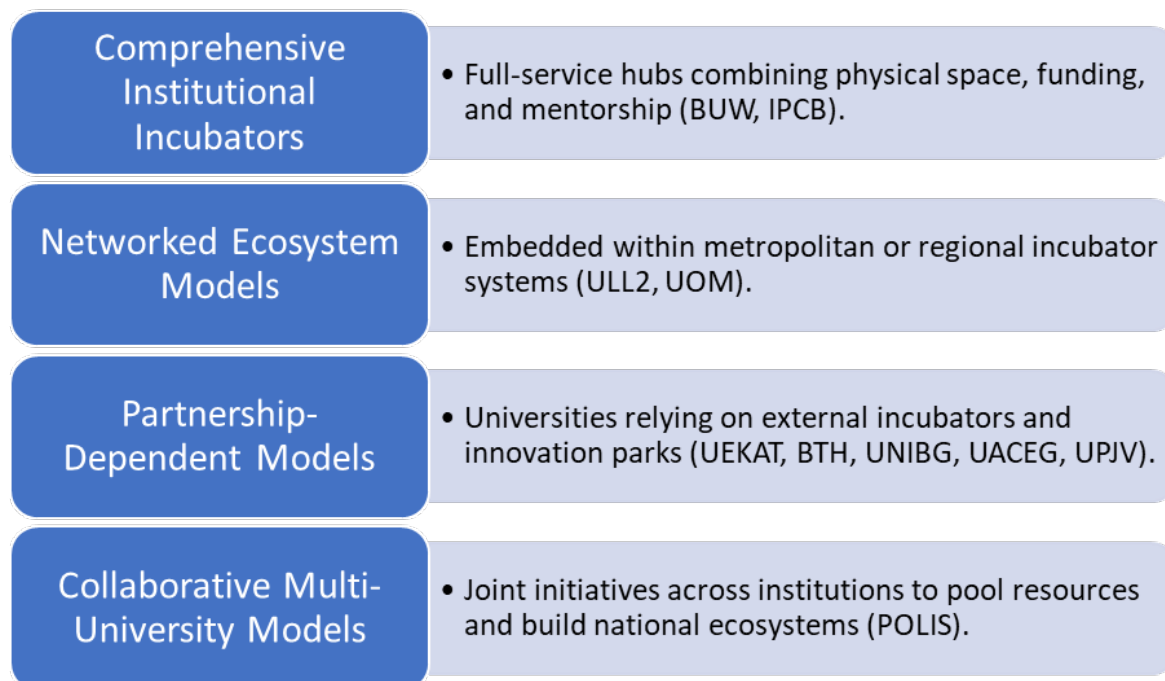 Comprehensive
Institutional
Incubators
• Full-service hubs combining physical space, funding,
and mentorship (BUW, IPCB).
Networked Ecosystem
Models
• Embedded within metropolitan or regional incubator
systems (ULL2, UOM).
Partnership-
Dependent Models
• Universities relying on external incubators and
innovation parks (UEKAT, BTH, UNIBG, UACEG, UPJV).
Collaborative Multi-
University Models
• Joint initiatives across institutions to pool resources
and build national ecosystems (POLIS).